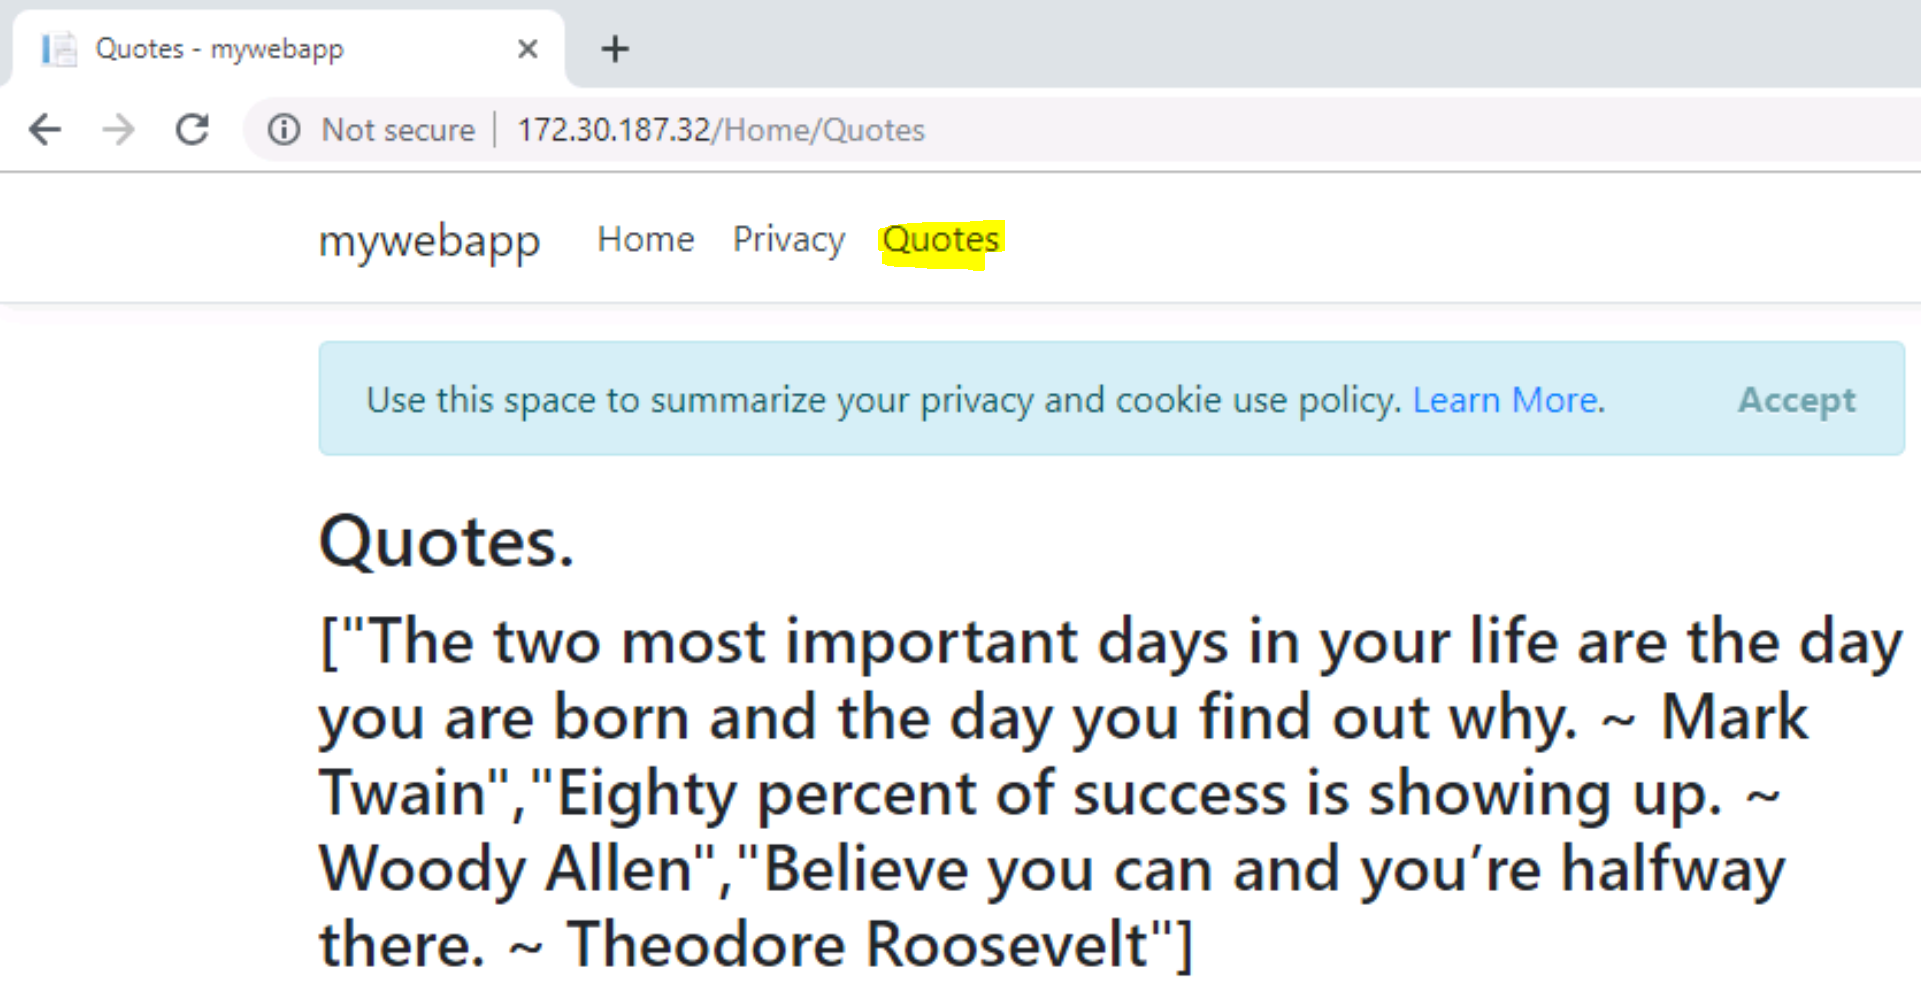 Quotes - mywebapp
Not secure | 172.30.187.32/Home/Quotes
mywebapp Home Privacy Quotes
Use this space to summarize your privacy and cookie use policy. Learn More. Accept
Quotes.
["The two most important days in your life are the day
you are born and the day you find out why. ~ Mark
Twain","Eighty percent of success is showing up. ~
Woody Allen","Believe you can and you’re halfway
there. ~ Theodore Roosevelt"]